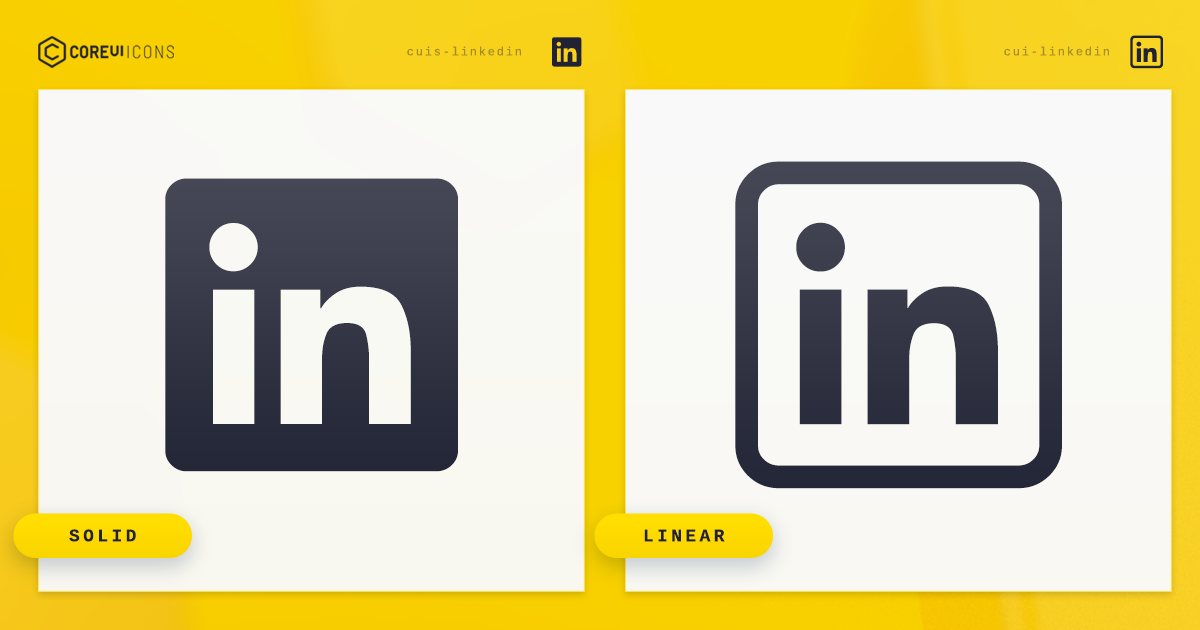 COREUI ICONS
cuis-linkedin
in
cui-linkedin
in
in
in
SOLID
LINEAR